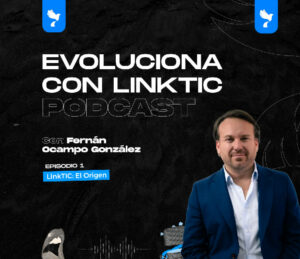 EVOLUCIONA
CON LINKTIC
PODCAST
Con Fernán
Ocampo González
EPISODIO 1
LinkTIC: El Origen